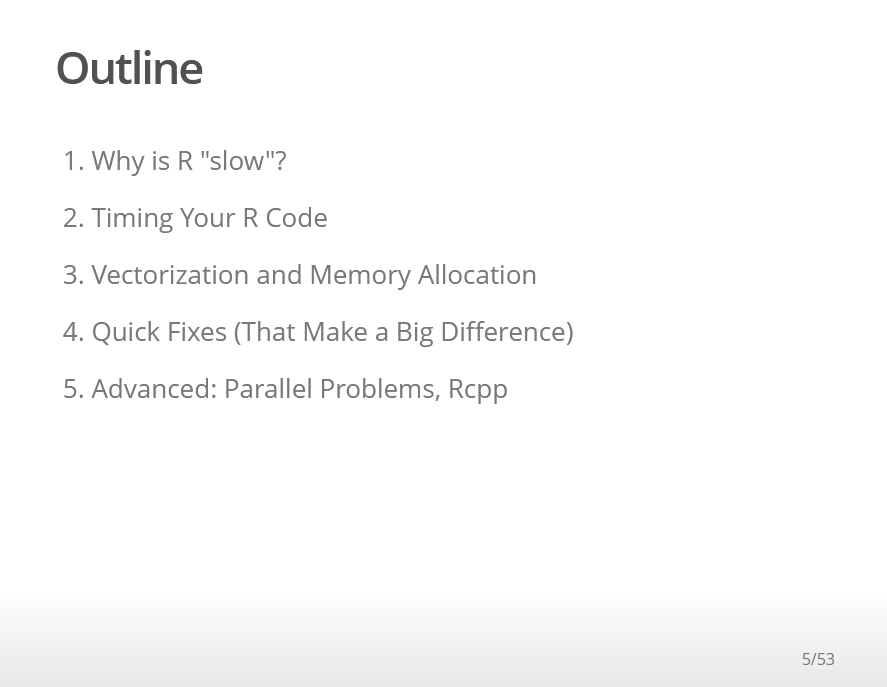 Outline
1. Why is R "slow"?
2. Timing Your R Code
3. Vectorization and Memory Allocation
4. Quick Fixes (That Make a Big Difference)
5. Advanced: Parallel Problems, Rcpp
5/53